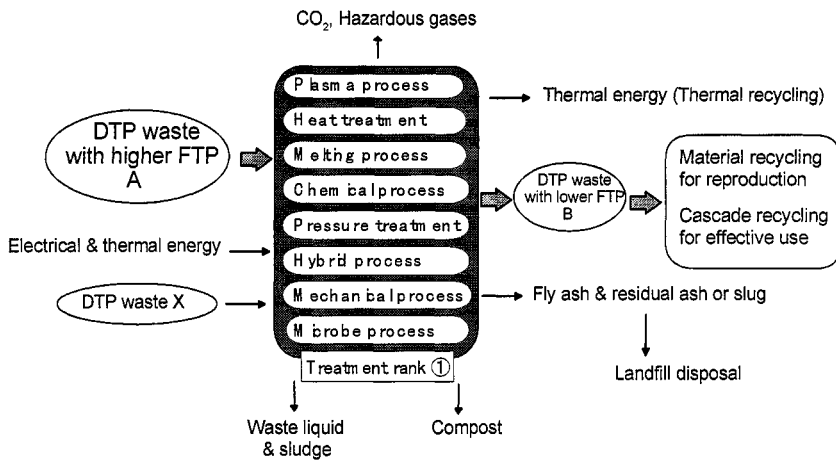 CO₂, Hazardous gases
Plasma process
Heat treatment
Melting process
Chemical process
Pressure treatment
Hybrid process
Mechanical process
Microbe process
Treatment rank ①
DTP waste
with higher FTP
A
Electrical & thermal energy
DTP waste X
Thermal energy (Thermal recycling)
DTP waste
with lower FTP
B
Material recycling
for reproduction
Cascade recycling
for effective use
Fly ash & residual ash or slug
Landfill disposal
Waste liquid
& sludge
Compost